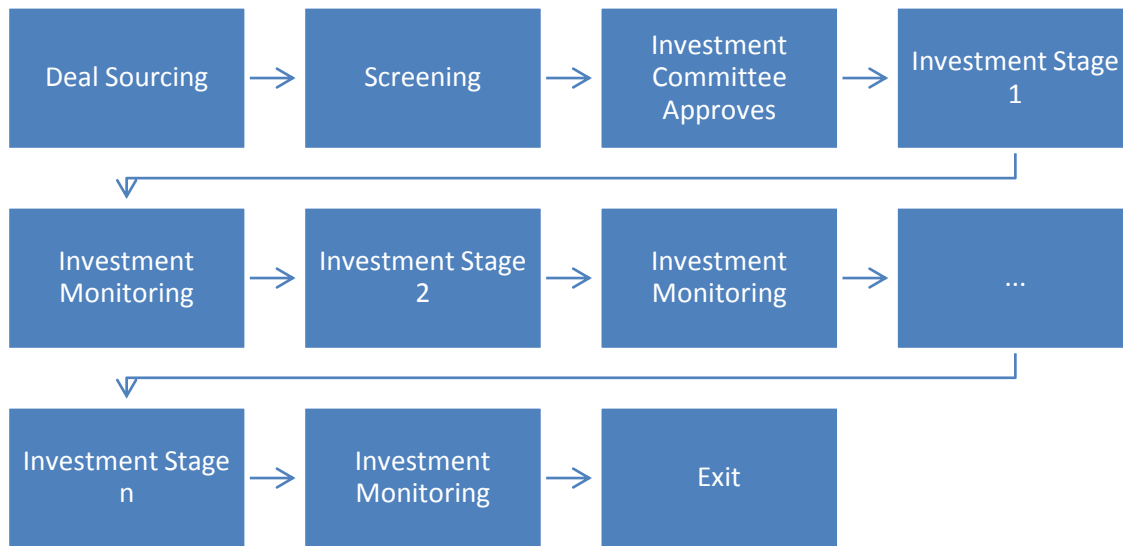 Deal Sourcing
Screening
Investment
Committee
Approves
Investment Stage
1
Investment
Monitoring
Investment Stage
2
Investment
Monitoring
...
Investment Stage
n
Investment
Monitoring
Exit